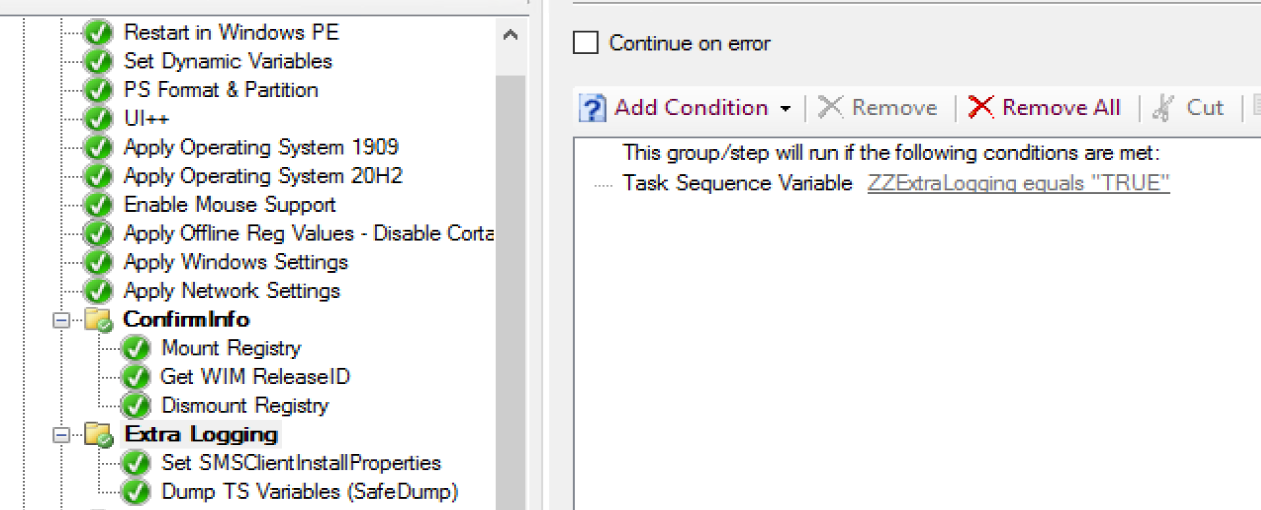 Restart in Windows PE
Set Dynamic Variables
PS Format & Partition
UI++
Apply Operating System 1909
Apply Operating System 20H2
Enable Mouse Support
Apply Offline Reg Values - Disable Corta
Apply Windows Settings
Apply Network Settings
ConfirmInfo
Mount Registry
Get WIM ReleaseID
Dismount Registry
Extra Logging
Set SMSClientInstallProperties
Dump TS Variables (SafeDump)
Continue on error
Add Condition Remove Remove All Cut
This group/step will run if the following conditions are met:
Task Sequence Variable ZZExtraLogging equals "TRUE"